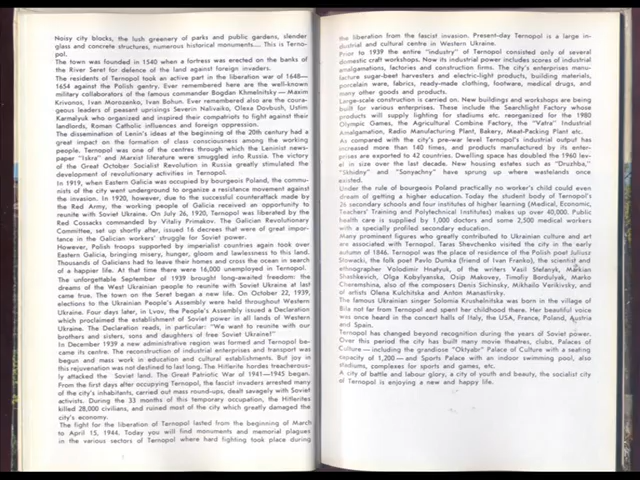 Noisy city blocks, the lush greenery of parks and public gardens, slender
glass and concrete structures, numerous historical monuments.... This is Terno-
pol.
The town was founded in 1540 when a fortress was erected on the banks of
the River Seret for defence of the land against foreign invaders.
The residents of Ternopol took an active part in the liberation war of 1648—
1654 against the Polish gentry. Ever remembered here are the well-known
military collaborators of the famous commander Bogdan Khmelnitsky — Maxim
Krivonos, Ivan Morozenko, Ivan Bohun. Ever remembered also are the coura-
geous leaders of peasant uprisings Severin Nalivaiko, Olexa Dovbush, Ustim
Karmalyuk who organized and inspired their compatriots to fight against their
landlords, Roman Catholic influences and foreign oppression.
The dissemination of Lenin's ideas at the beginning of the 20th century had a
great impact on the formation of class consciousness among the working
people. Ternopol was one of the centres through which the Leninist news-
paper "Iskra" and Marxist literature were smuggled into Russia. The victory
of the Great October Socialist Revolution in Russia greatly stimulated the
development of revolutionary activities in Ternopol.
In 1919, when Eastern Galicia was occupied by bourgeois Poland, the commu-
nists of the city went underground to organize a resistance movement against
the invasion. In 1920, however, due to the successful counterattack made by
the Red Army, the working people of Galicia received an opportunity to
reunite with Soviet Ukraine. On July 26, 1920, Ternopol was liberated by the
Red Cossacks commanded by Vitaliy Primakov. The Galician Revolutionary
Committee, set up shortly after, issued 16 decrees that were of great impor-
tance in the Galician workers' struggle for Soviet power.
However, Polish troops supported by imperialist countries again took over
Eastern Galicia, bringing misery, hunger, gloom and lawlessness to this land.
Thousands of Galicians had to leave their homes and cross the ocean in search
of a happier life. At that time there were 16,000 unemployed in Ternopol.
The unforgettable September of 1939 brought long-awaited freedom: the
dreams of the West Ukrainian people to reunite with Soviet Ukraine at last
came true. The town on the Seret began a new life. On October 22, 1939,
elections to the Ukrainian People's Assembly were held throughout Western
Ukraine. Four days later, in Lvov, the People's Assembly issued a Declaration
which proclaimed the establishment of Soviet power in all lands of Western
Ukraine. The Declaration reads, in particular: "We want to reunite with our
brothers and sisters, sons and daughters of free Soviet Ukraine!"
In December 1939 a new administrative region was formed and Ternopol be-
came its centre. The reconstruction of industrial enterprises and transport was
begun and mass work in education and cultural establishments. But joy in
this rejuvenation was not destined to last long. The Hitlerite hordes treacherous-
ly attacked the Soviet land. The Great Patriotic War of 1941—1945 began.
From the first days after occupying Ternopol, the fascist invaders arrested many
of the city's inhabitants, carried out mass round-ups, dealt savagely with Soviet
activists. During the 33 months of this temporary occupation, the Hitlerites
killed 28,000 civilians, and ruined most of the city which greatly damaged the
city's economy.
The fight for the liberation of Ternopol lasted from the beginning of March
to April 15, 1944. Today you will find monuments and memorial plaques
in the various sectors of Ternopol where hard fighting took place during
the liberation from the fascist invasion. Present-day Ternopol is a large in-
dustrial and cultural centre in Western Ukraine.
Prior to 1939 the entire "industry" of Ternopol consisted only of several
domestic craft workshops. Now its industrial power includes scores of industrial
amalgamations, factories and construction firms. The city's enterprises manu-
facture sugar-beet harvesters and electric-light products, building materials,
porcelain ware, fabrics, ready-made clothing, footwear, medical drugs, and
many other goods and products.
Large-scale construction is carried on. New buildings and workshops are being
built for various enterprises. These include the Searchlight Factory whose
products will supply lighting for stadiums etc. reorganized for the 1980
Olympic Games, the Agricultural Combine Factory, the "Vatra" Industrial
Amalgamation, Radio Manufacturing Plant, Bakery, Meat-Packing Plant etc.
As compared with the city's pre-war level Ternopol's industrial output has
increased more than 140 times, and products manufactured by its enter-
prises are exported to 42 countries. Dwelling space has doubled the 1960 lev-
el in size over the last decade. New housing estates such as "Druzhba,"
"Skhidny" and "Sonyachny" have sprung up where wastelands once
existed.
Under the rule of bourgeois Poland practically no worker's child could even
dream of getting a higher education. Today the student body of Ternopol's
26 secondary schools and four institutes of higher learning (Medical, Economic,
Teachers' Training and Polytechnical Institutes) makes up over 40,000. Public
health care is supplied by 1,000 doctors and some 2,500 medical workers
with a specially profiled secondary education.
Many prominent figures who greatly contributed to Ukrainian culture and art
are associated with Ternopol. Taras Shevchenko visited the city in the early
autumn of 1846. Ternopol was the place of residence of the Polish poet Juliusz
Słowacki, the folk poet Pavlo Dumka (friend of Ivan Franko), the scientist and
ethnographer Volodimir Hnatyuk, of the writers Vasil Stefanyk, Markian
Shashkevich, Olga Kobylyanska, Osip Makovey, Timofiy Bordulyak, Marko
Cheremshina, also of the composers Denis Sichinsky, Mikhailo Verikivsky, and
of artists Olena Kulchitska and Anton Manastirsky.
The famous Ukrainian singer Solomia Krushelnitska was born in the village of
Bila not far from Ternopol and spent her childhood there. Her beautiful voice
was once heard in the concert halls of Italy, the USA, France, Poland, Austria
and Spain.
Ternopol has changed beyond recognition during the years of Soviet power.
Over this period the city has built many movie theatres, clubs, Palaces of
Culture — including the grandiose "Oktyabr" Palace of Culture with a seating
capacity of 1,200 — and Sports Palace with an indoor swimming pool, also
stadiums, complexes for sports and games, etc.
A city of battle and labour glory, a city of youth and beauty, the socialist city
of Ternopol is enjoying a new and happy life.